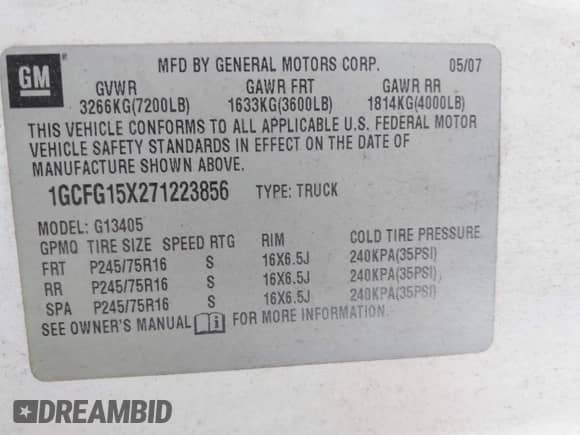 GM
MFD BY GENERAL MOTORS CORP. 05/07
GVWR GAWR FRT GAWR RR
3266KG(7200LB) 1633KG(3600LB) 1814KG(4000LB)
THIS VEHICLE CONFORMS TO ALL APPLICABLE U.S. FEDERAL MOTOR
VEHICLE SAFETY STANDARDS IN EFFECT ON THE DATE OF
MANUFACTURE SHOWN ABOVE.
1GCFG15X271223856 TYPE: TRUCK
MODEL: G13405
GPMQ TIRE SIZE SPEED RTG RIM COLD TIRE PRESSURE
FRT P245/75R16 S 16X6.5J 240KPA(35PSI)
RR P245/75R16 S 16X6.5J 240KPA(35PSI)
SPA P245/75R16 S 16X6.5J 240KPA(35PSI)
SEE OWNER'S MANUAL FOR MORE INFORMATION.
DREAMBID